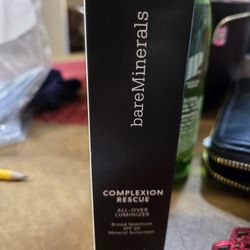 bareMinerals
COMPLEXION
RESCUE
ALL-OVER
LUMINIZER
Broad Spectrum
SPF 20
Mineral Sunscreen